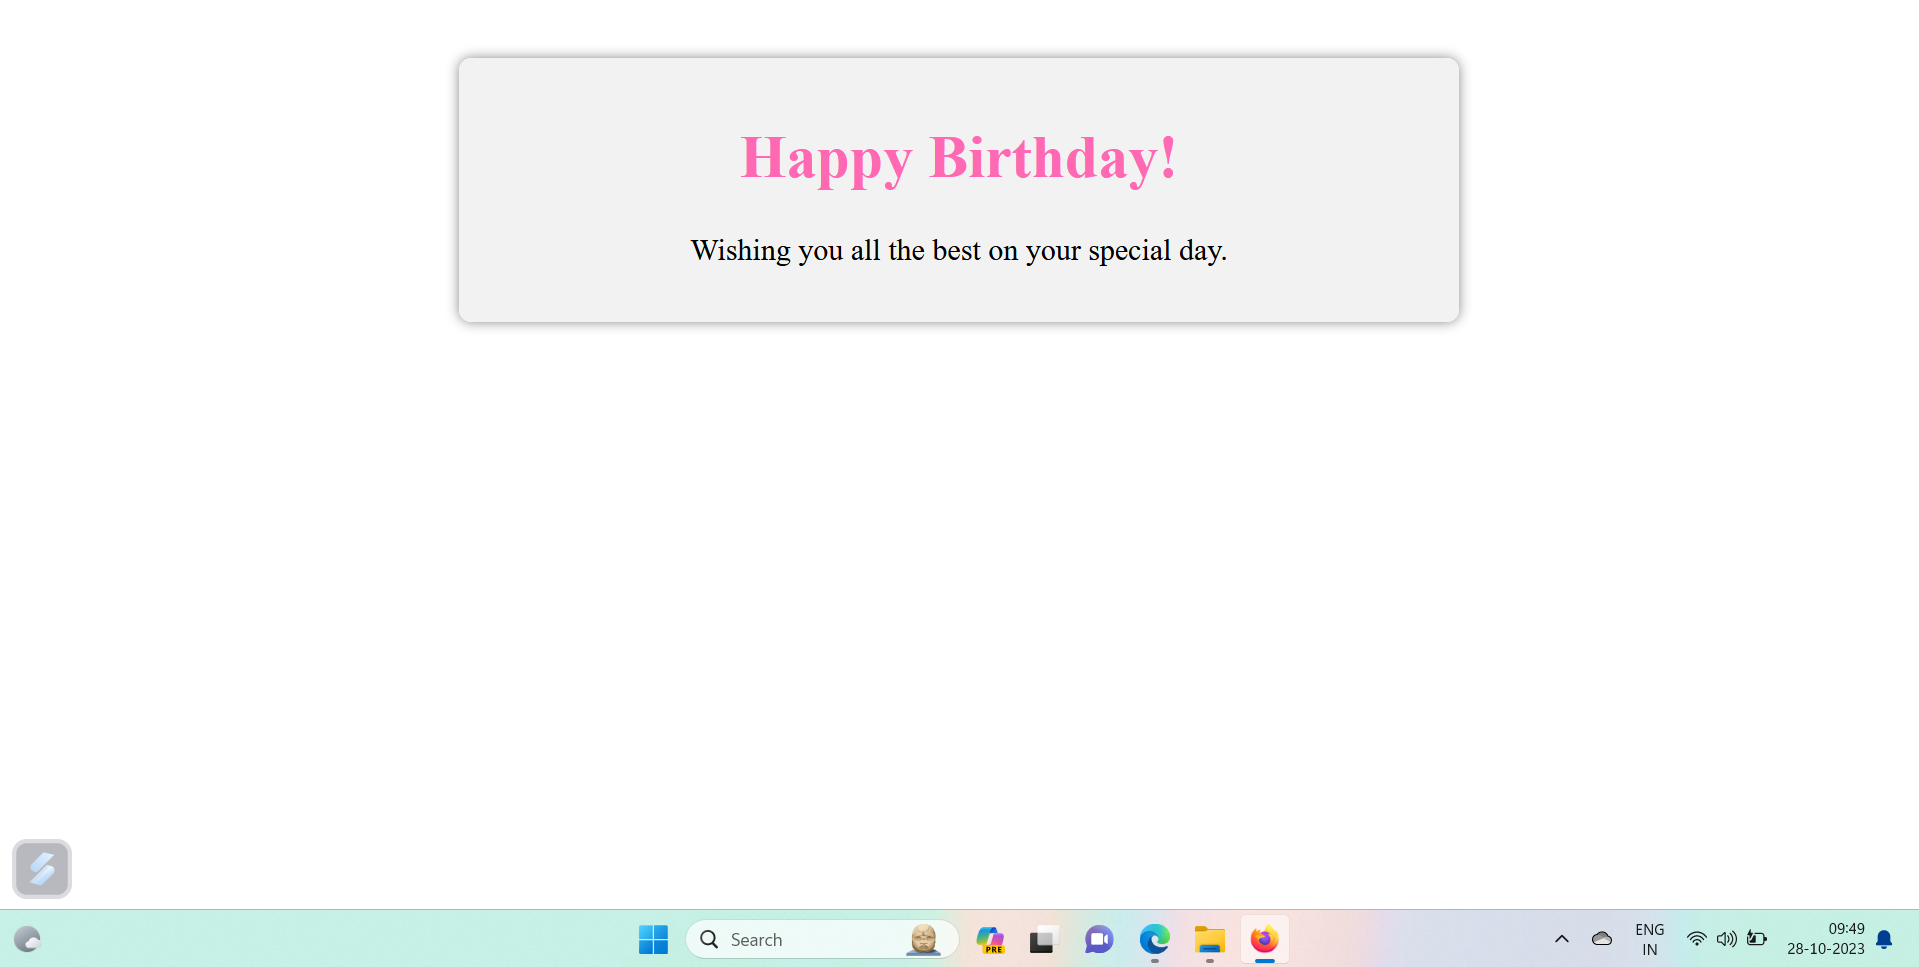 Happy Birthday!
Wishing you all the best on your special day.
Search
PRE
ENG
IN
09:49
28-10-2023